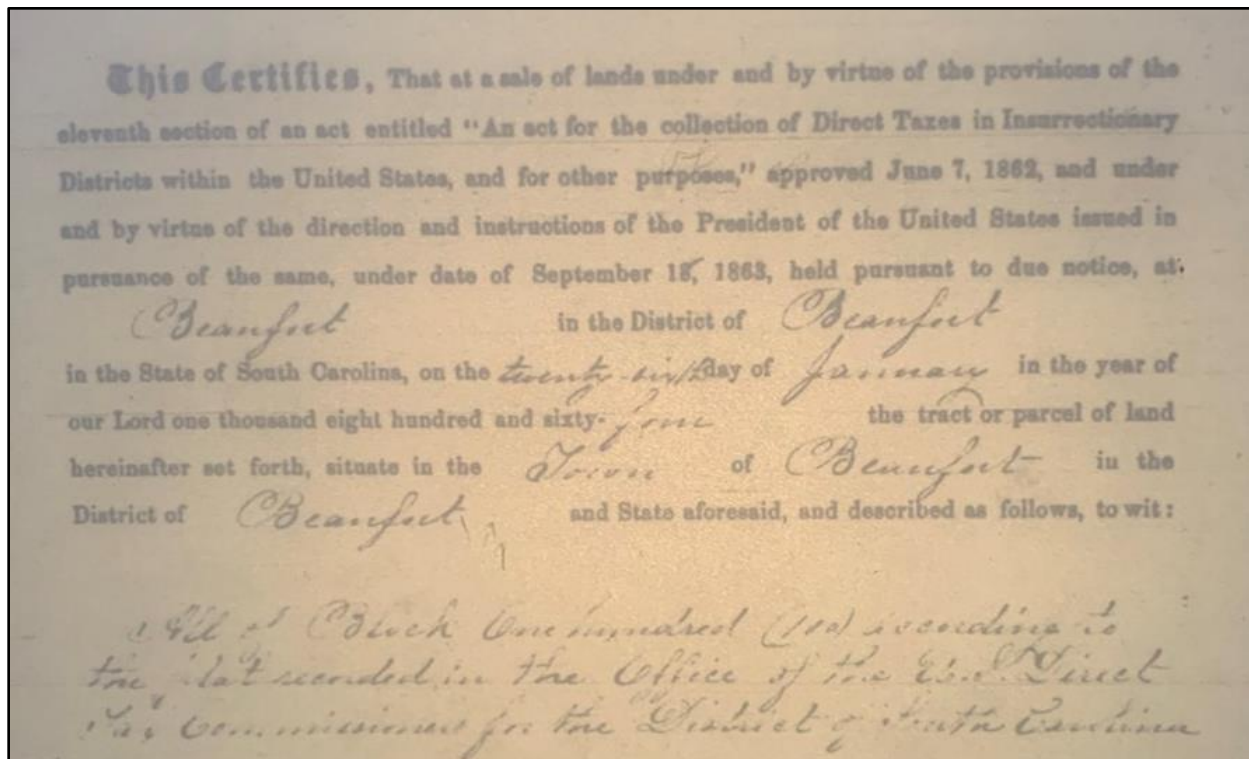 This Certifies, That at a sale of lands under and by virtue of the provisions of the
eleventh section of an act entitled "An act for the collection of Direct Taxes in Insurrectionary
Districts within the United States, and for other purposes," approved June 7, 1862, and under
and by virtue of the direction and instructions of the President of the United States issued in
pursuance of the same, under date of September 16, 1863, held pursuant to due notice, at
Beaufort in the District of Beaufort
in the State of South Carolina, on the twenty sixth day of January in the year of
our Lord one thousand eight hundred and sixty-four the tract or parcel of land
hereinafter set forth, situate in the Town of Beaufort in the
District of Beaufort and State aforesaid, and described as follows, to wit:
All of Block One hundred (100) according to
the plat recorded in the Office of the U.S. Direct
Tax Commissioners for the District of South Carolina